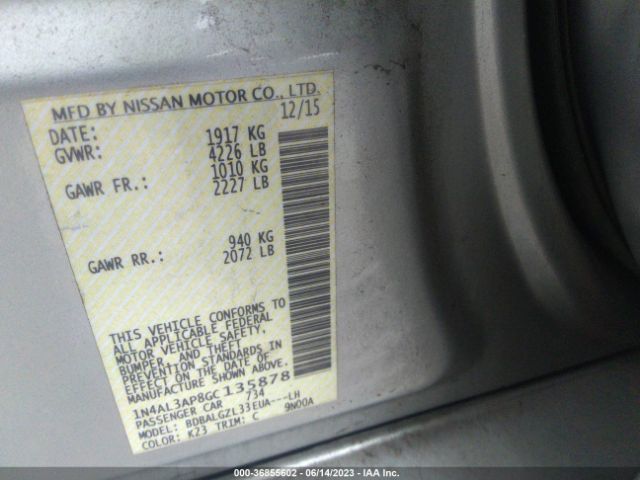 MFD BY NISSAN MOTOR CO., LTD.
DATE: 12/15
GVWR: 1917 KG
4226 LB
GAWR FR.: 1010 KG
2227 LB
GAWR RR.: 940 KG
2072 LB
THIS VEHICLE CONFORMS TO
ALL APPLICABLE FEDERAL
MOTOR VEHICLE SAFETY,
BUMPER, AND THEFT
PREVENTION STANDARDS IN
EFFECT ON THE DATE OF
MANUFACTURE SHOWN ABOVE.
1N4AL3AP8GC135878
PASSENGER CAR 734
MODEL: BDBALGZL33EUA---LH
COLOR: K23 TRIM: C 9N00A
000-36855602 - 06/14/2023 - IAA Inc.